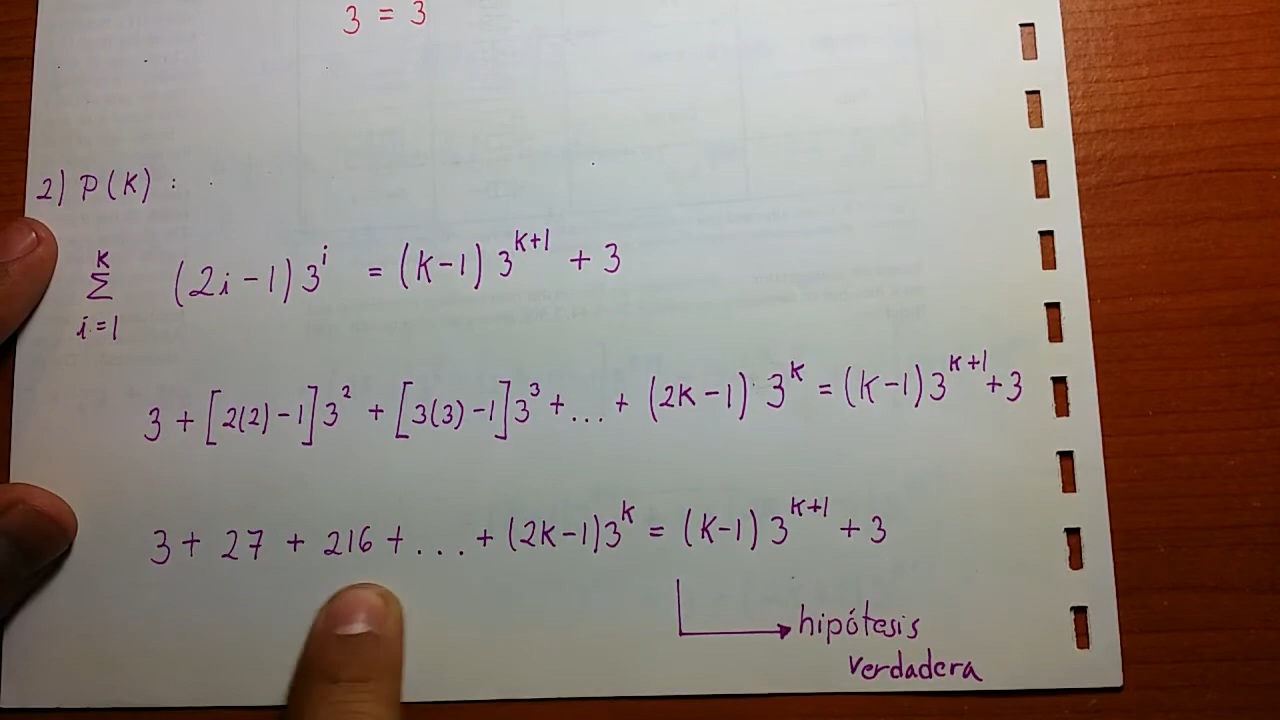 3 = 3
2) P(K) :
K
Σ (2i-1) 3^i = (K-1) 3^{K+1} + 3
i=1
3 + [2(2)-1]3^2 + [3(3)-1]3^3 + ... + (2K-1) · 3^K = (K-1) 3^{K+1} + 3
3 + 27 + 216 + .... + (2K-1)3^K = (K-1) 3^{K+1} + 3
hipótesis
verdadera